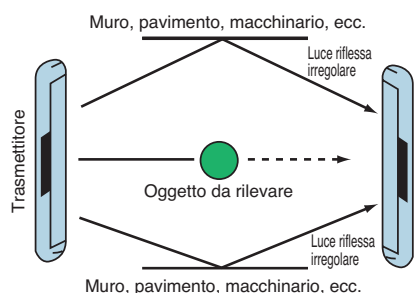 Muro, pavimento, macchinario, ecc.
Luce riflessa
irregolare
Trasmettitore
Oggetto da rilevare
Luce riflessa
irregolare
Muro, pavimento, macchinario, ecc.